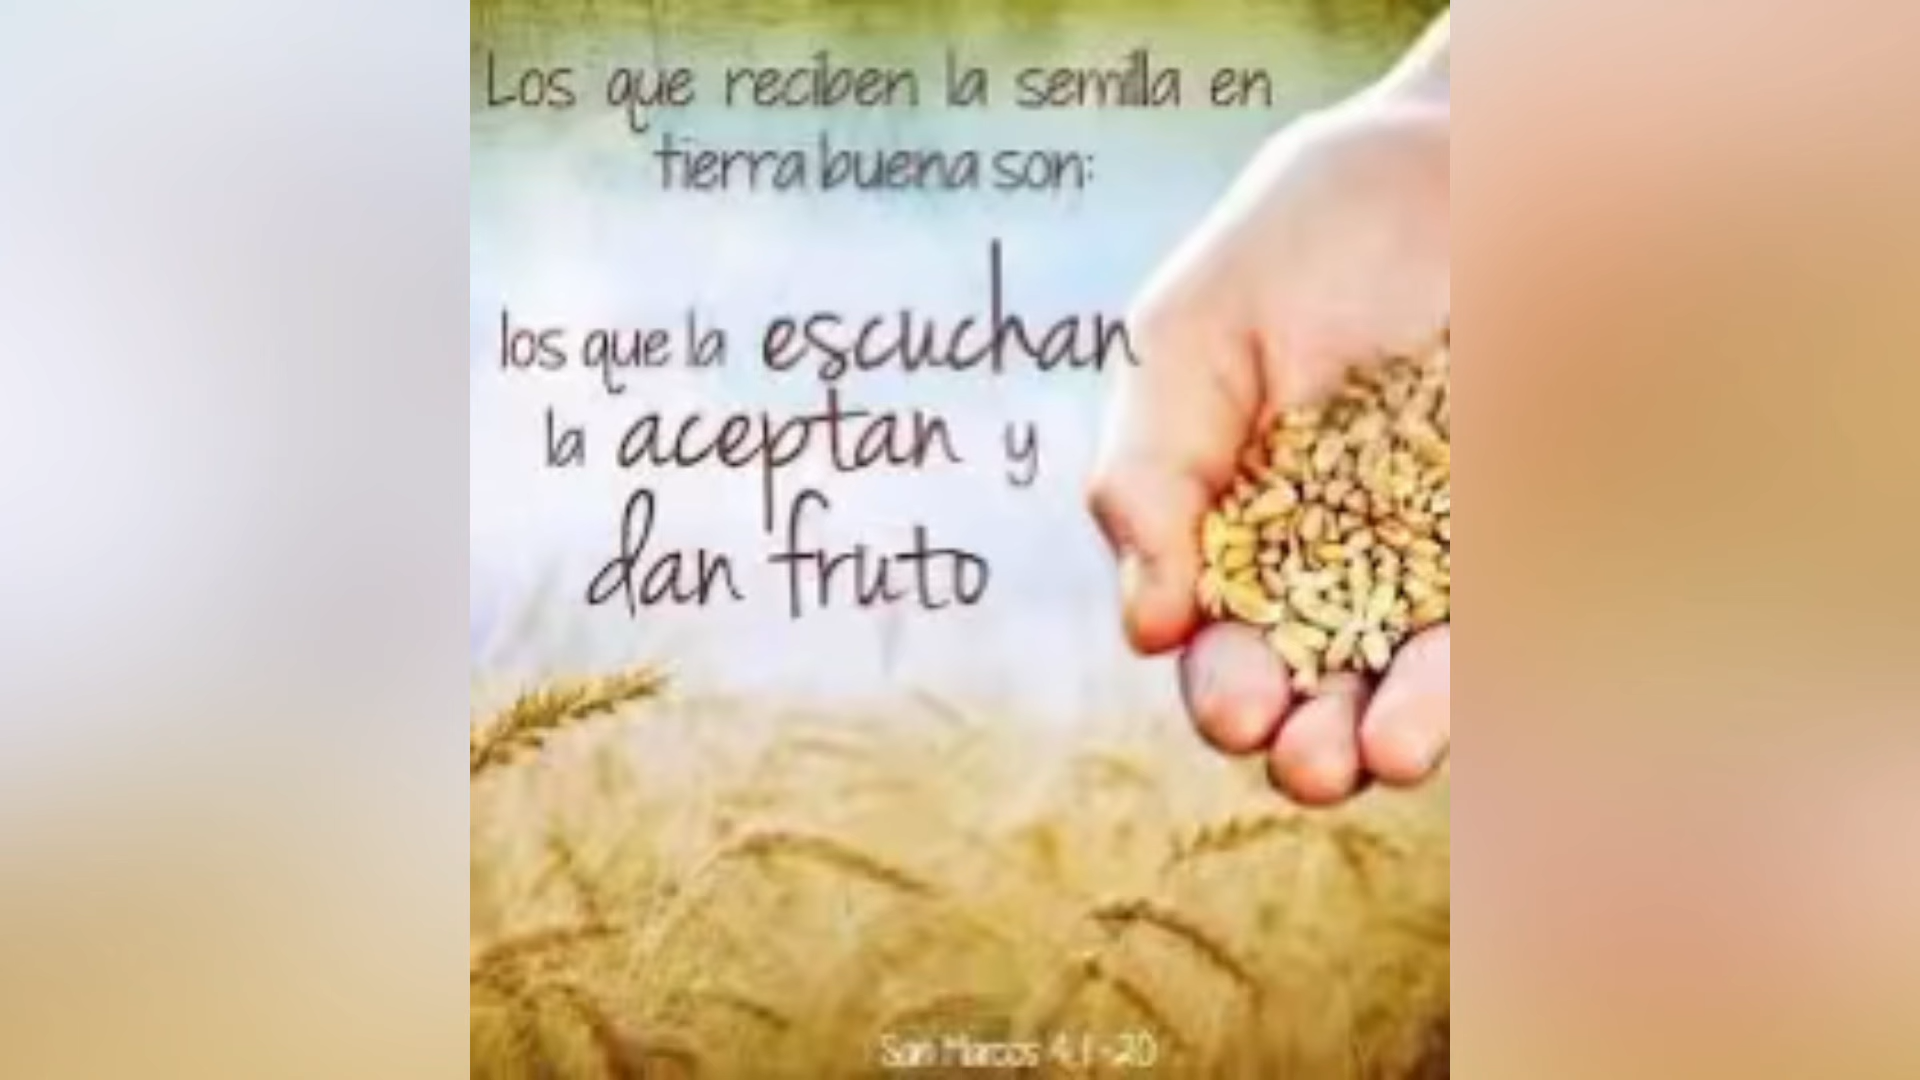 Los que reciben la semilla en
tierra buena son:
los que la escuchan
la aceptan y
dan fruto
San Marcos 4,1-20